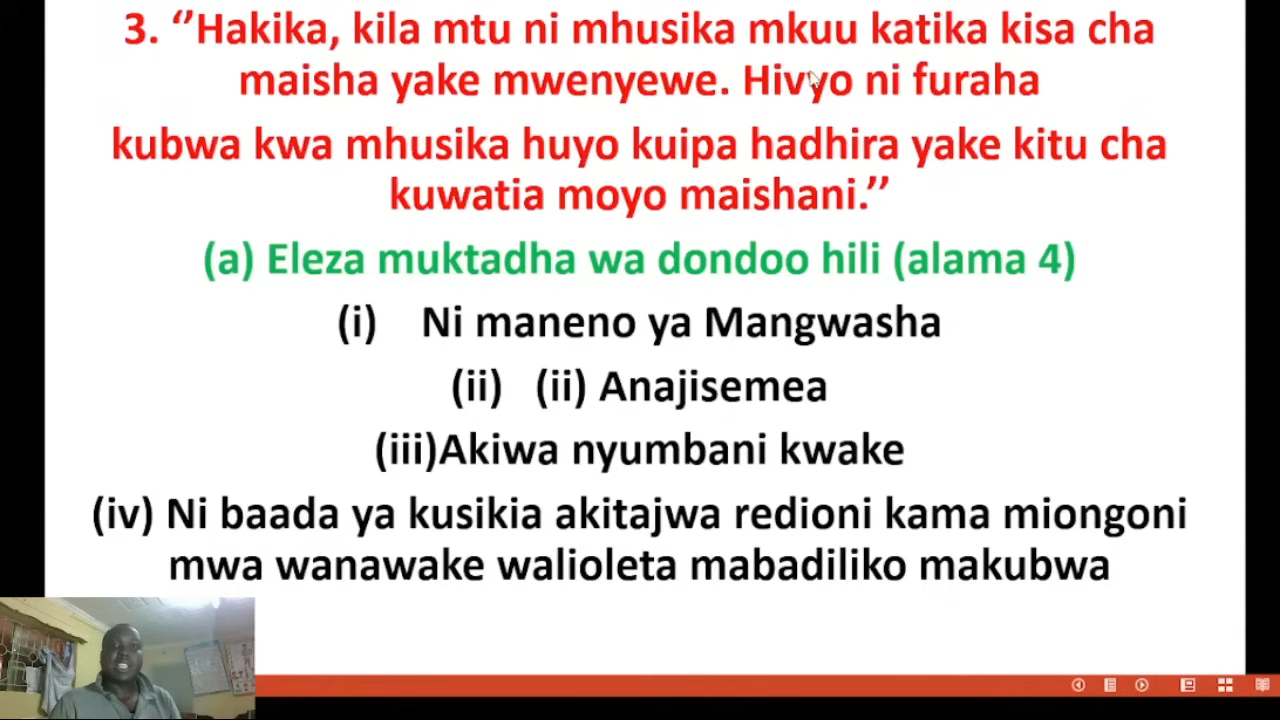 3. ‘’Hakika, kila mtu ni mhusika mkuu katika kisa cha
maisha yake mwenyewe. Hivyo ni furaha
kubwa kwa mhusika huyo kuipa hadhira yake kitu cha
kuwatia moyo maishani.’’
(a) Eleza muktadha wa dondoo hili (alama 4)
(i) Ni maneno ya Mangwasha
(ii) (ii) Anajisemea
(iii)Akiwa nyumbani kwake
(iv) Ni baada ya kusikia akitajwa redioni kama miongoni
mwa wanawake walioleta mabadiliko makubwa